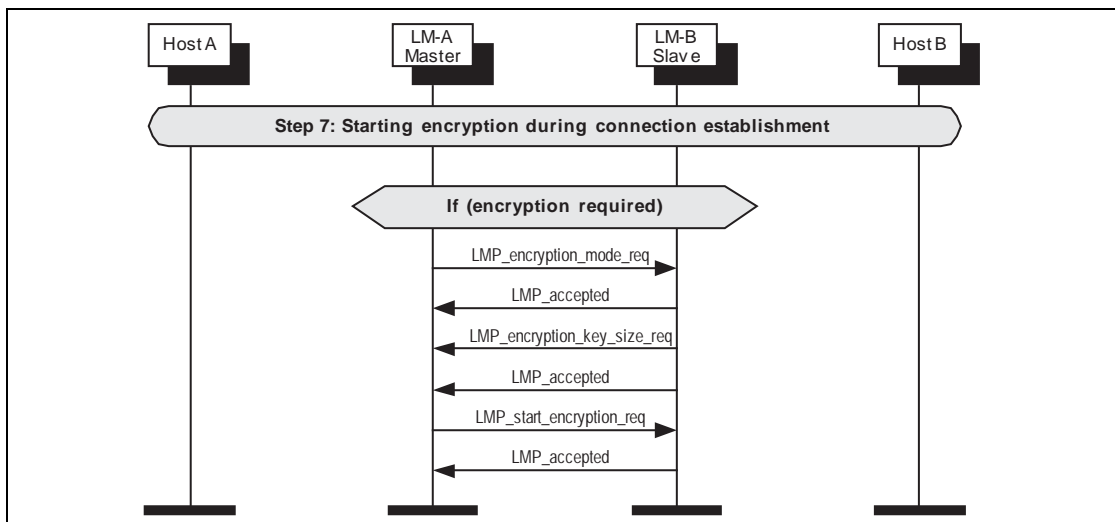 Host A
LM-A
Master
LM-B
Slave
Host B
Step 7: Starting encryption during connection establishment
If (encryption required)
LMP_encryption_mode_req
LMP_accepted
LMP_encryption_key_size_req
LMP_accepted
LMP_start_encryption_req
LMP_accepted